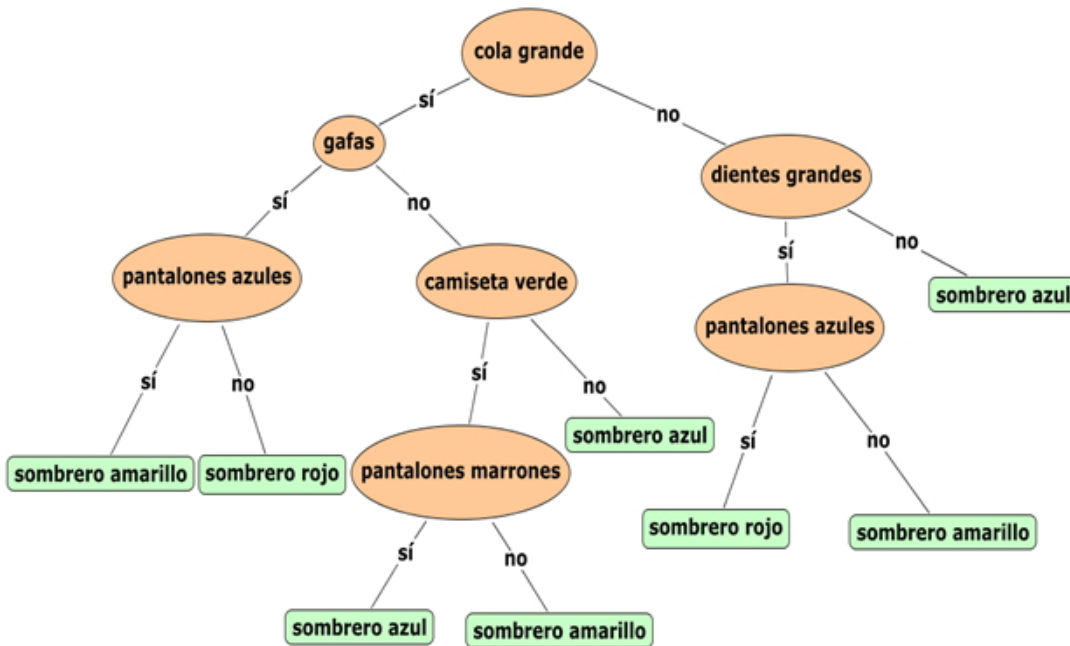 cola grande
sí
no
gafas
dientes grandes
sí
no
sí
no
pantalones azules
camiseta verde
pantalones azules
sombrero azul
sí
no
sí
no
sí
no
sombrero amarillo
sombrero rojo
pantalones marrones
sombrero azul
sombrero rojo
sombrero amarillo
sí
no
sombrero azul
sombrero amarillo